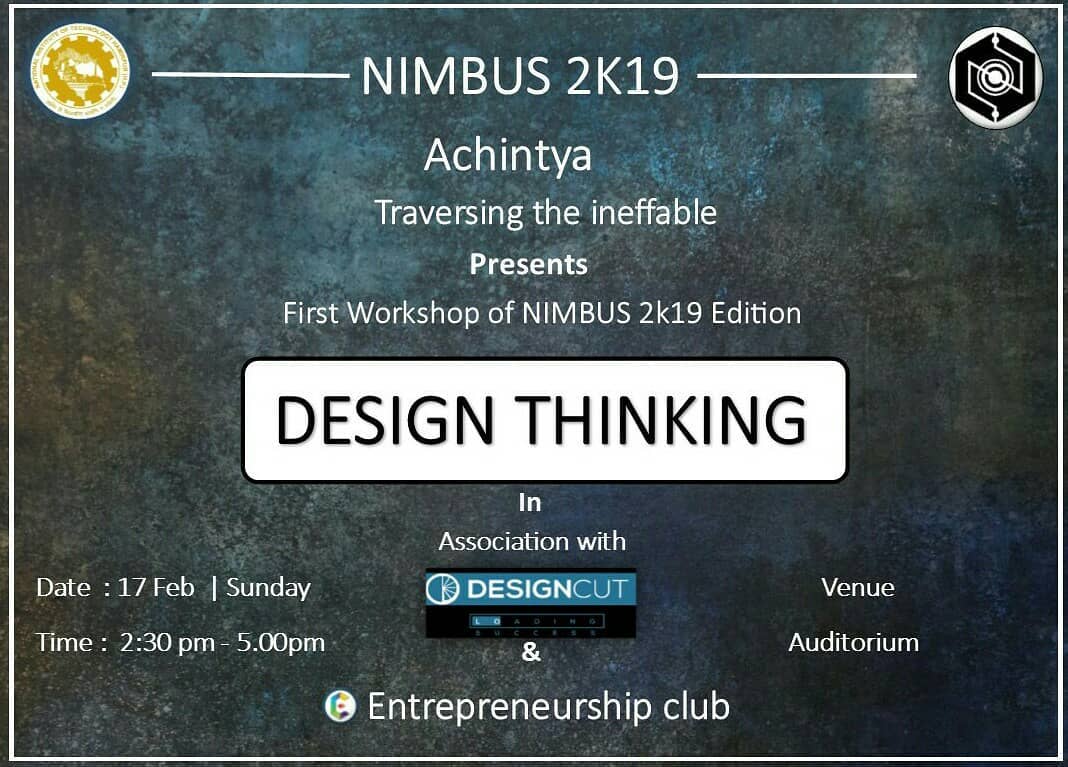 NATIONAL INSTITUTE OF TECHNOLOGY HAMIRPUR (H.P.)
NIMBUS 2K19
Achintya
Traversing the ineffable
Presents
First Workshop of NIMBUS 2k19 Edition
DESIGN THINKING
In
Association with
DESIGNCUT
LOADING
SUCCESS
&
Entrepreneurship club
Date : 17 Feb | Sunday
Time : 2:30 pm - 5.00pm
Venue
Auditorium